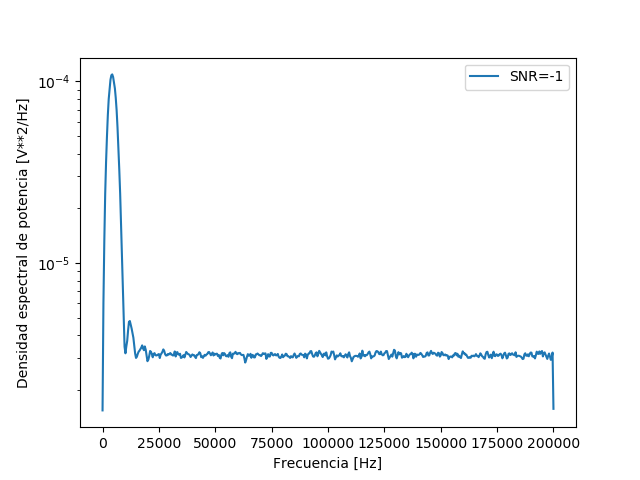 SNR=-1
Densidad espectral de potencia [V**2/Hz]
10⁻⁴
10⁻⁵
0 25000 50000 75000 100000 125000 150000 175000 200000
Frecuencia [Hz]